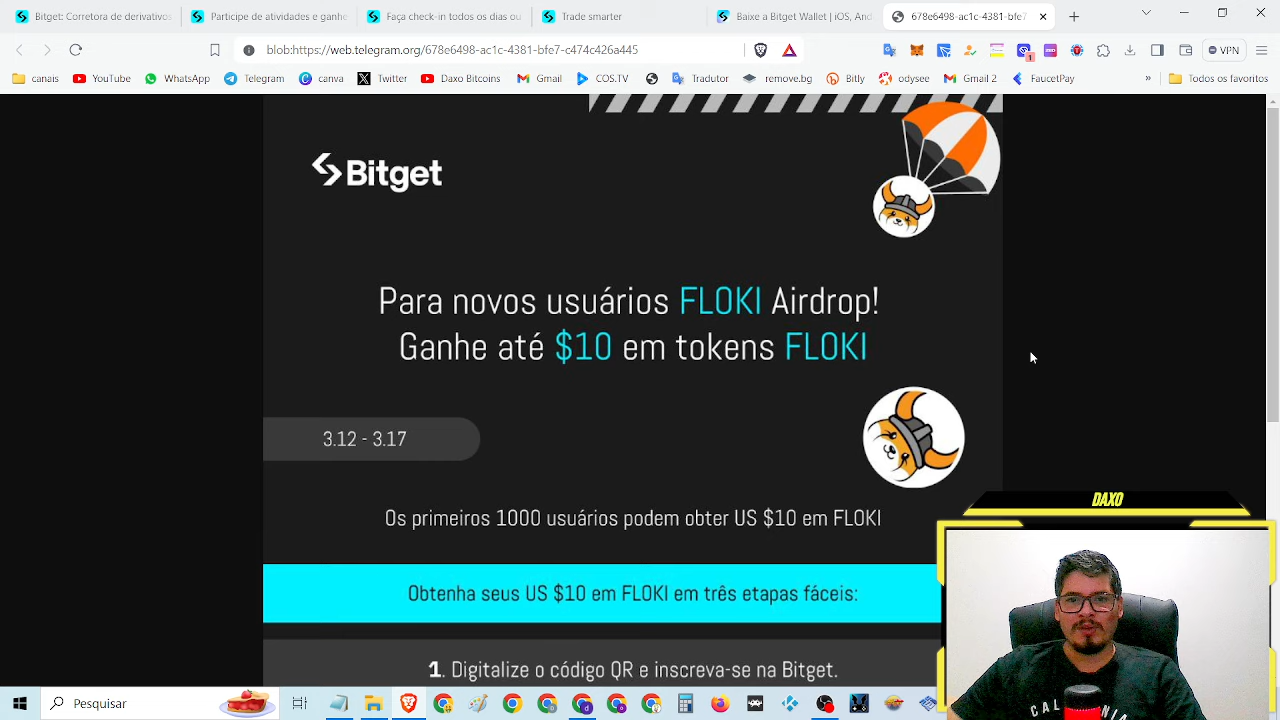 Bitget: Corretora de derivativos
Participe de atividades e ganhe
Faça check-in todos os dias ou
Trade smarter
Baixe a Bitget Wallet | iOS, And
678e6498-ac1c-4381-bfe7
blob:https://web.telegram.org/678e6498-ac1c-4381-bfe7-c474c426a445
VPN
canais
YouTube
WhatsApp
Telegram
CG
Twitter
Daxo Bitcoins
Gmail
COS.TV
Tradutor
remove.bg
Bitly
odysee
Gmail 2
FaucetPay
»
Todos os favoritos
Bitget
Para novos usuários FLOKI Airdrop!
Ganhe até $10 em tokens FLOKI
3.12 - 3.17
Os primeiros 1000 usuários podem obter US $10 em FLOKI
Obtenha seus US $10 em FLOKI em três etapas fáceis:
1. Digitalize o código QR e inscreva-se na Bitget.
DAXO
Pesquisar